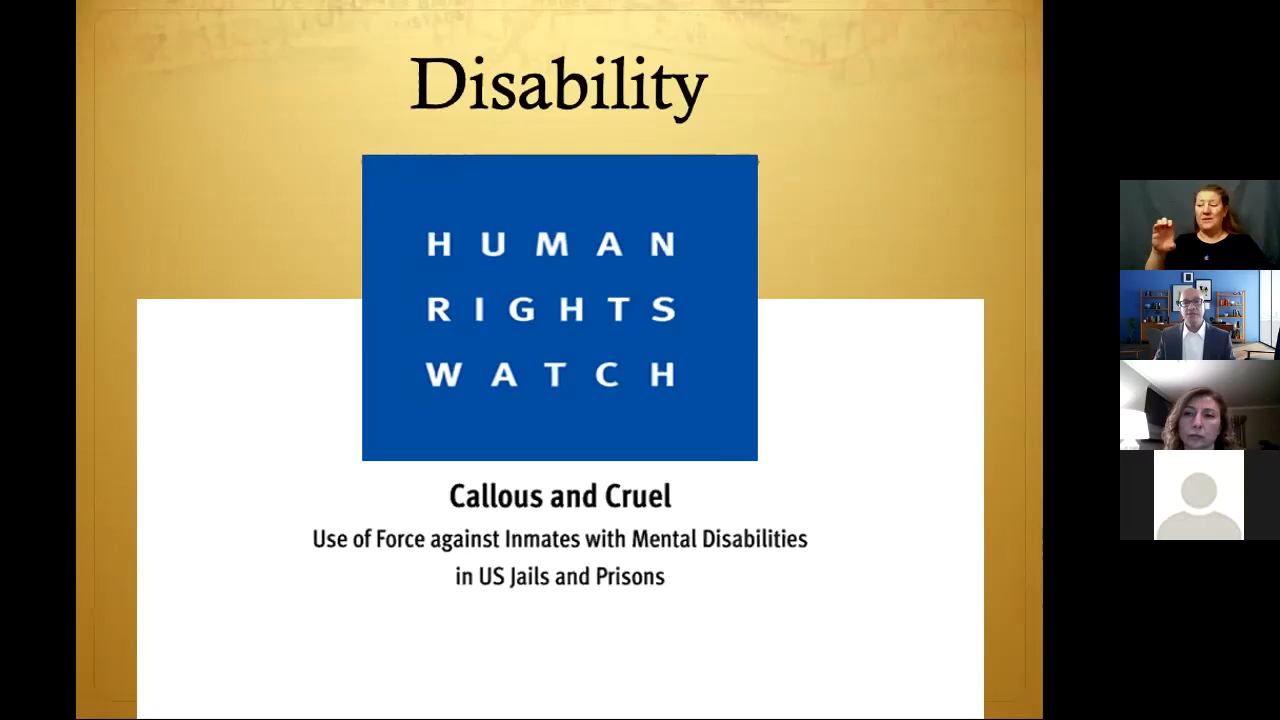 Disability
HUMAN
RIGHTS
WATCH
Callous and Cruel
Use of Force against Inmates with Mental Disabilities
in US Jails and Prisons